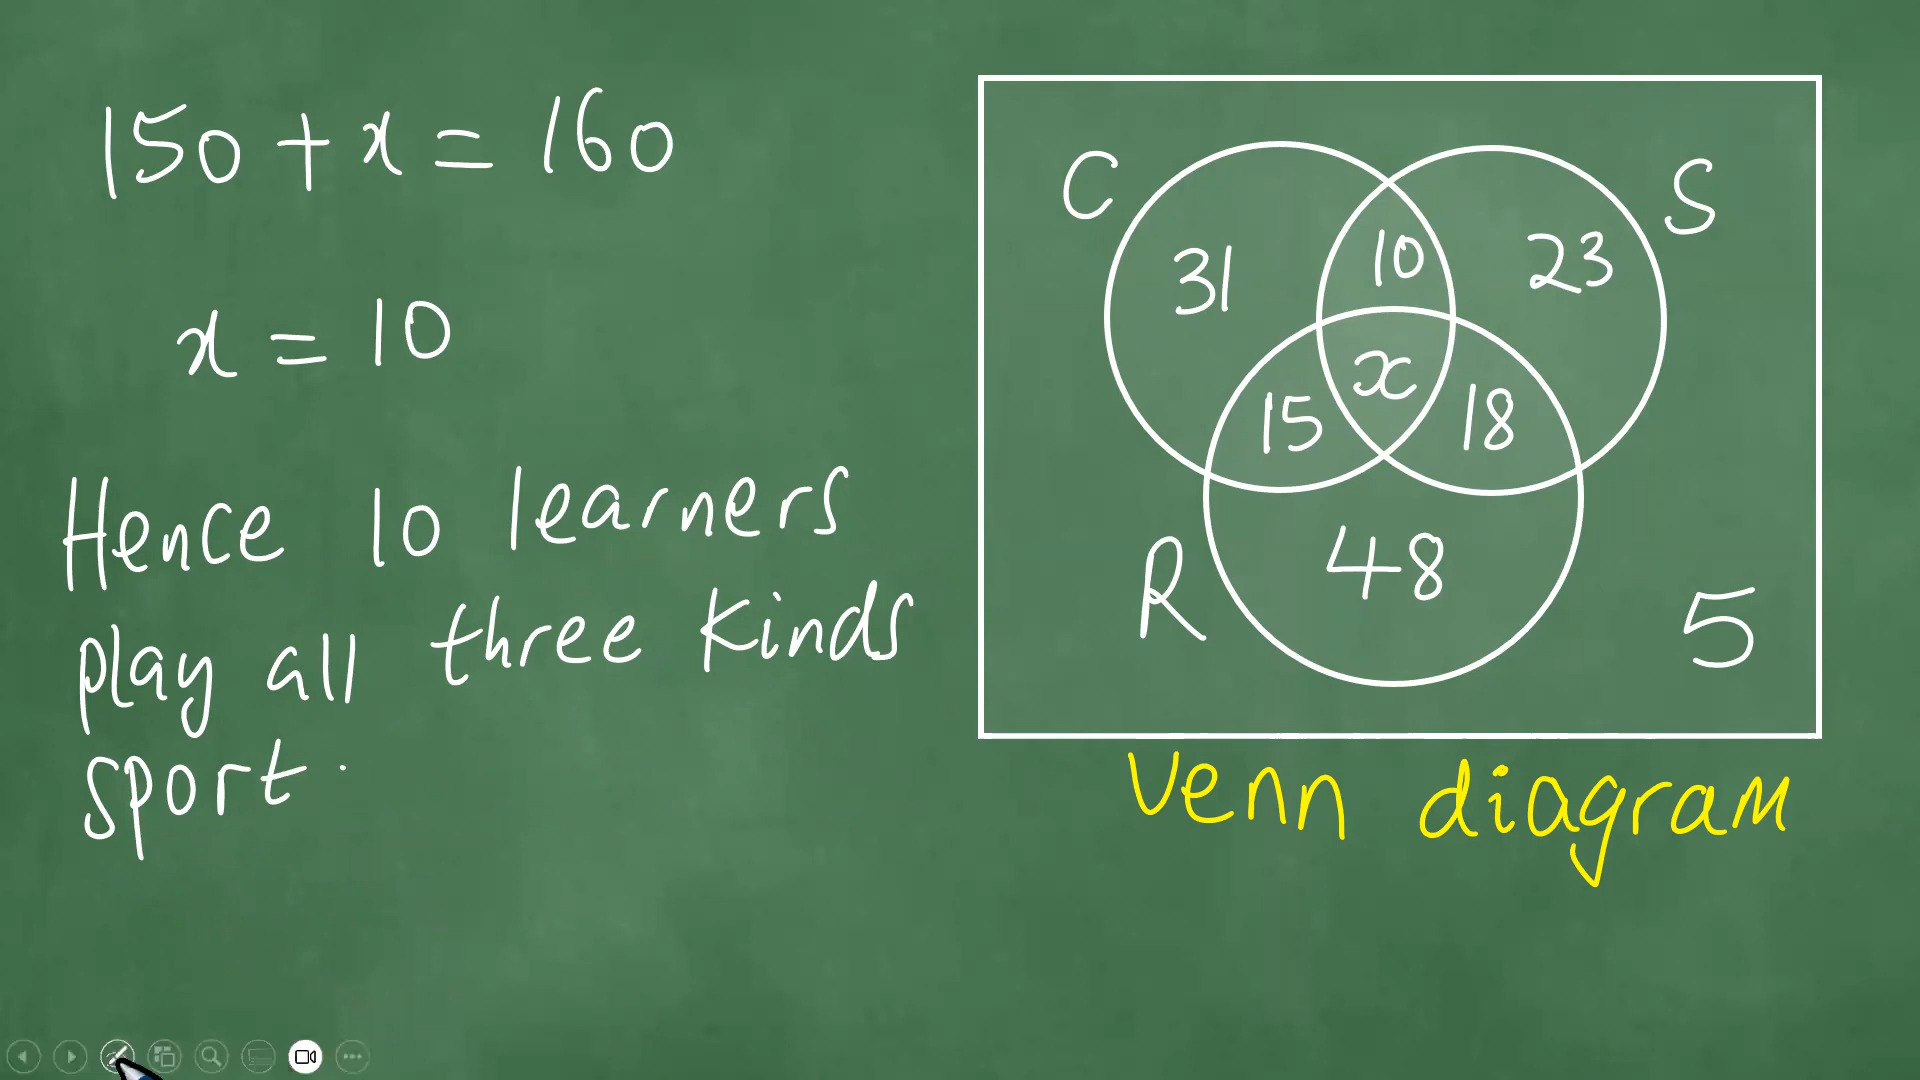 150 + x = 160
x = 10
Hence 10 learners
play all three kinds
sport.
C
S
31
10
23
x
15
18
R
48
5
Venn diagram